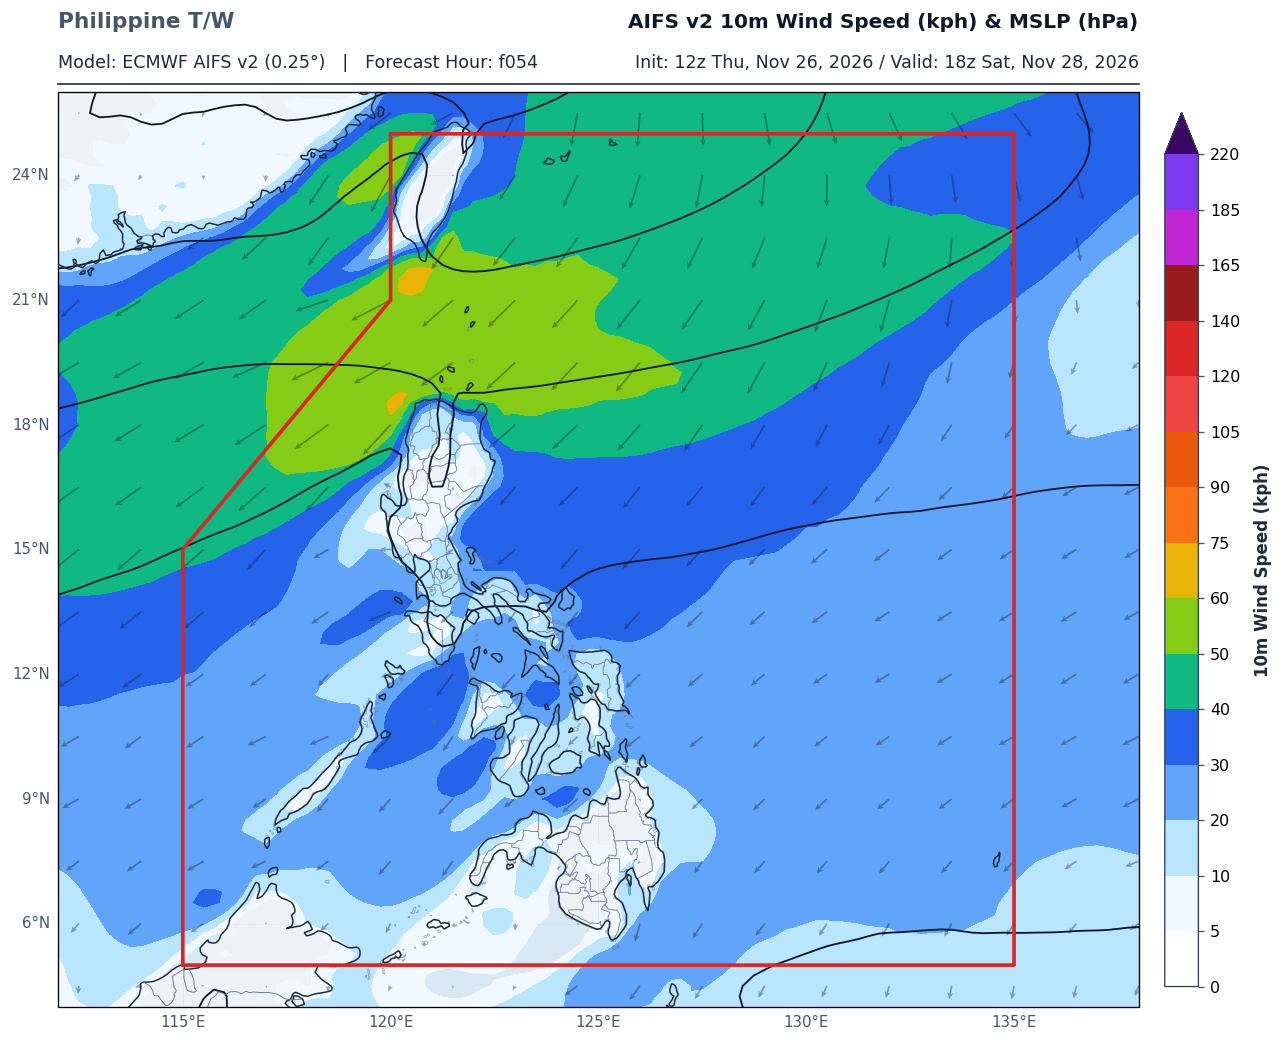 Philippine T/W
AIFS v2 10m Wind Speed (kph) & MSLP (hPa)
Model: ECMWF AIFS v2 (0.25°)   |   Forecast Hour: f054
Init: 12z Thu, Nov 26, 2026 / Valid: 18z Sat, Nov 28, 2026
24°N
21°N
18°N
15°N
12°N
9°N
6°N
115°E
120°E
125°E
130°E
135°E
220
185
165
140
120
105
90
75
60
50
40
30
20
10
5
0
10m Wind Speed (kph)